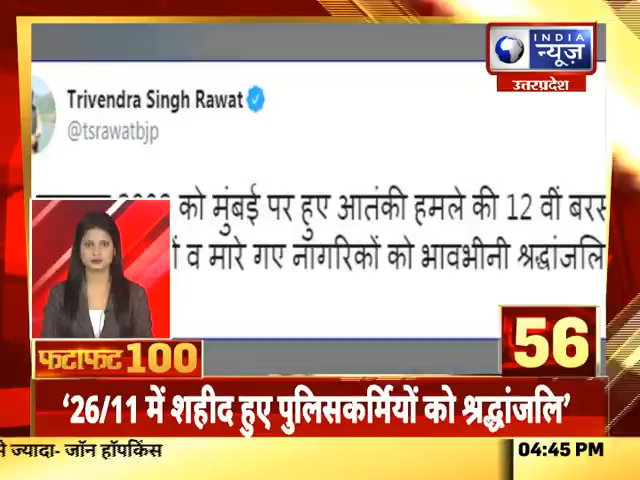 INDIA
न्यूज़
उत्तरप्रदेश
Trivendra Singh Rawat
@tsrawatbjp
को मुंबई पर हुए आतंकी हमले की 12 वीं
व मारे गए नागरिकों को भावभीनी श्रद्धांजलि
56
फटाफट 100
‘26/11 में शहीद हुए पुलिसकर्मियों को श्रद्धांजलि’
से ज्यादा- जॉन हॉपकिंस
04:45 PM